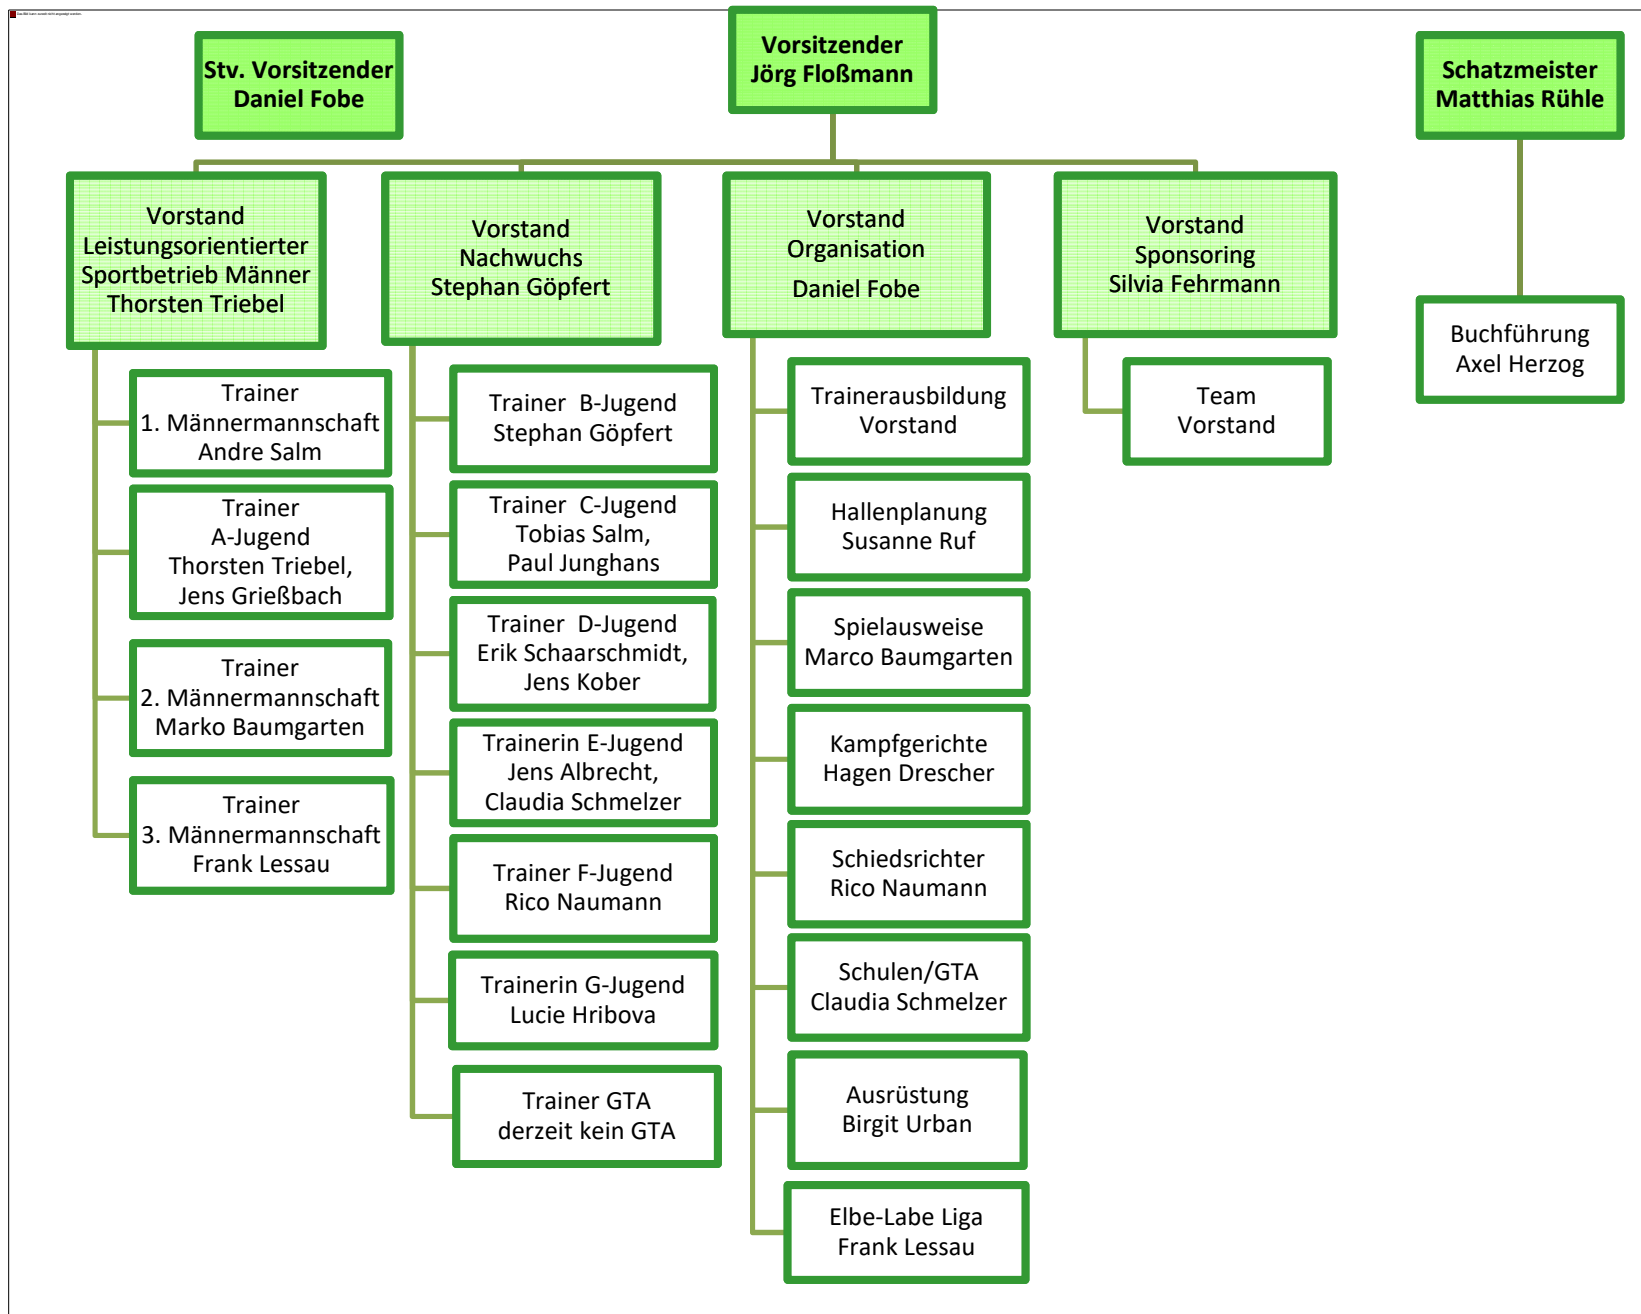 Vorsitzender
Jörg Floßmann
Stv. Vorsitzender
Daniel Fobe
Schatzmeister
Matthias Rühle
Vorstand
Leistungsorientierter
Sportbetrieb Männer
Thorsten Triebel
Vorstand
Nachwuchs
Stephan Göpfert
Vorstand
Organisation
Daniel Fobe
Vorstand
Sponsoring
Silvia Fehrmann
Buchführung
Axel Herzog
Trainer
1. Männermannschaft
Andre Salm
Trainer
A-Jugend
Thorsten Triebel,
Jens Grießbach
Trainer
2. Männermannschaft
Marko Baumgarten
Trainer
3. Männermannschaft
Frank Lessau
Trainer  B-Jugend
Stephan Göpfert
Trainer  C-Jugend
Tobias Salm,
Paul Junghans
Trainer  D-Jugend
Erik Schaarschmidt,
Jens Kober
Trainerin E-Jugend
Jens Albrecht,
Claudia Schmelzer
Trainer F-Jugend
Rico Naumann
Trainerin G-Jugend
Lucie Hribova
Trainer GTA
derzeit kein GTA
Trainerausbildung
Vorstand
Hallenplanung
Susanne Ruf
Spielausweise
Marco Baumgarten
Kampfgerichte
Hagen Drescher
Schiedsrichter
Rico Naumann
Schulen/GTA
Claudia Schmelzer
Ausrüstung
Birgit Urban
Elbe-Labe Liga
Frank Lessau
Team
Vorstand